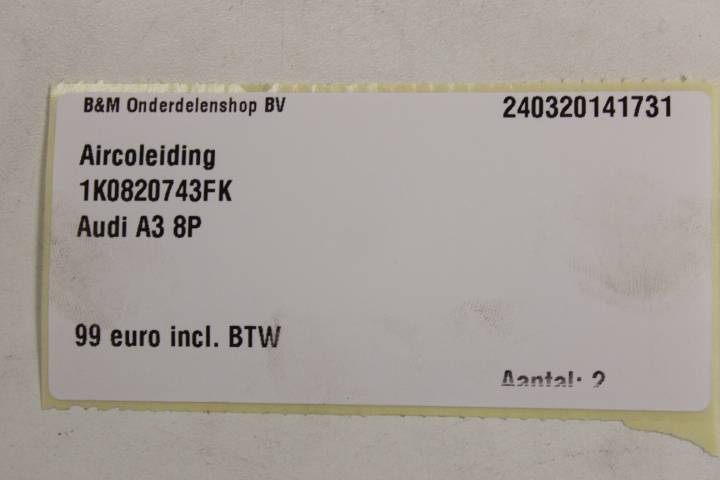 B&M Onderdelenshop BV 240320141731
Aircoleiding
1K0820743FK
Audi A3 8P
99 euro incl. BTW
Aantal: 2